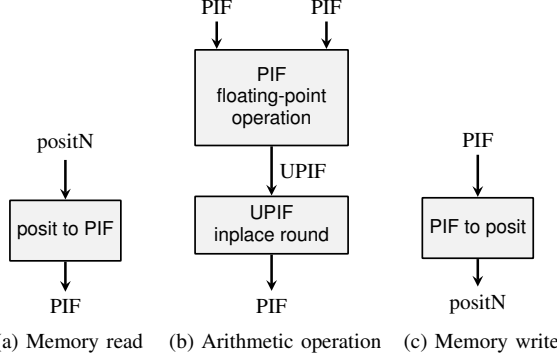 PIF PIF
PIF
floating-point
operation
UPIF
UPIF
inplace round
PIF
positN
posit to PIF
PIF
PIF
PIF to posit
positN
(a) Memory read (b) Arithmetic operation (c) Memory write